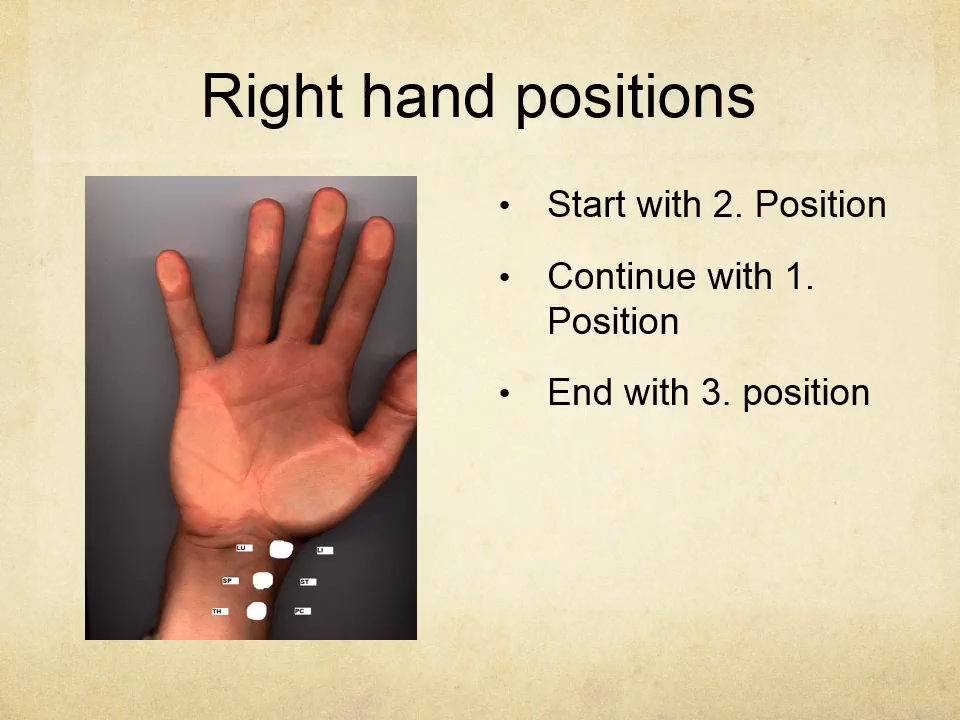 Right hand positions
• Start with 2. Position
• Continue with 1.
Position
• End with 3. position
LU LI
SP ST
TH PC